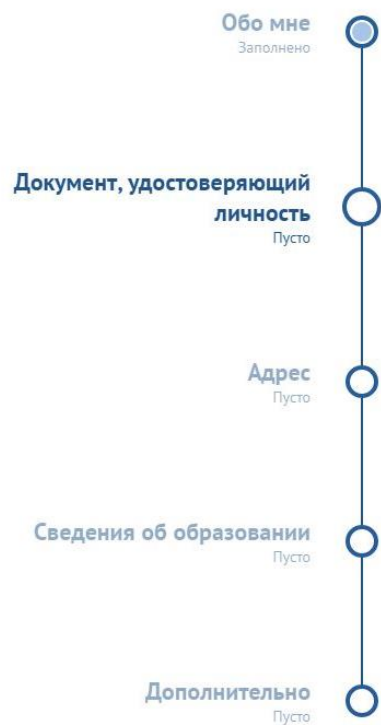 Обо мне
Заполнено
Документ, удостоверяющий
личность
Пусто
Адрес
Пусто
Сведения об образовании
Пусто
Дополнительно
Пусто